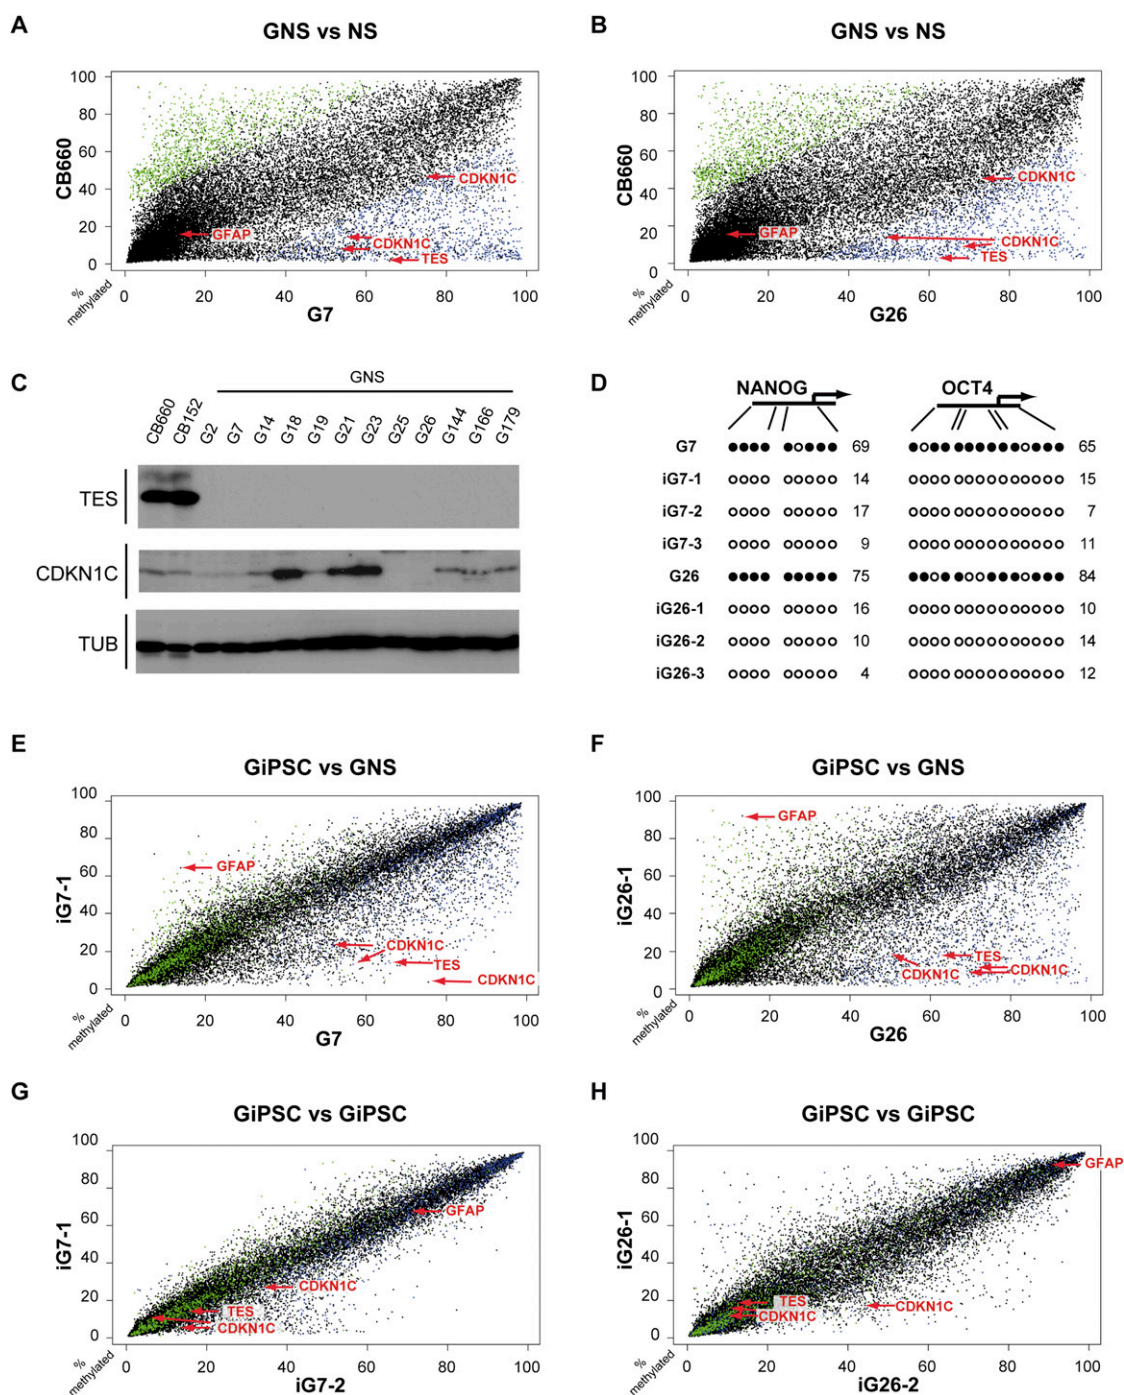 A
GNS vs NS
CB660
100
80
60
40
20
0
GFAP
CDKN1C
CDKN1C
TES
% methylated
0 20 40 60 80 100
G7
B
GNS vs NS
CB660
100
80
60
40
20
0
GFAP
CDKN1C
CDKN1C
TES
% methylated
0 20 40 60 80 100
G26
C
GNS
CB660 CB152 G2 G7 G14 G18 G19 G21 G23 G25 G26 G144 G166 G179
TES
CDKN1C
TUB
D
NANOG OCT4
G7 69 65
iG7-1 14 15
iG7-2 17 7
iG7-3 9 11
G26 75 84
iG26-1 16 10
iG26-2 10 14
iG26-3 4 12
E
GiPSC vs GNS
iG7-1
100
80
60
40
20
0
GFAP
CDKN1C
TES
CDKN1C
% methylated
0 20 40 60 80 100
G7
F
GiPSC vs GNS
iG26-1
100
80
60
40
20
0
GFAP
TES
CDKN1C
CDKN1C
% methylated
0 20 40 60 80 100
G26
G
GiPSC vs GiPSC
iG7-1
100
80
60
40
20
0
GFAP
CDKN1C
TES
CDKN1C
% methylated
0 20 40 60 80 100
iG7-2
H
GiPSC vs GiPSC
iG26-1
100
80
60
40
20
0
GFAP
TES
CDKN1C
CDKN1C
% methylated
0 20 40 60 80 100
iG26-2